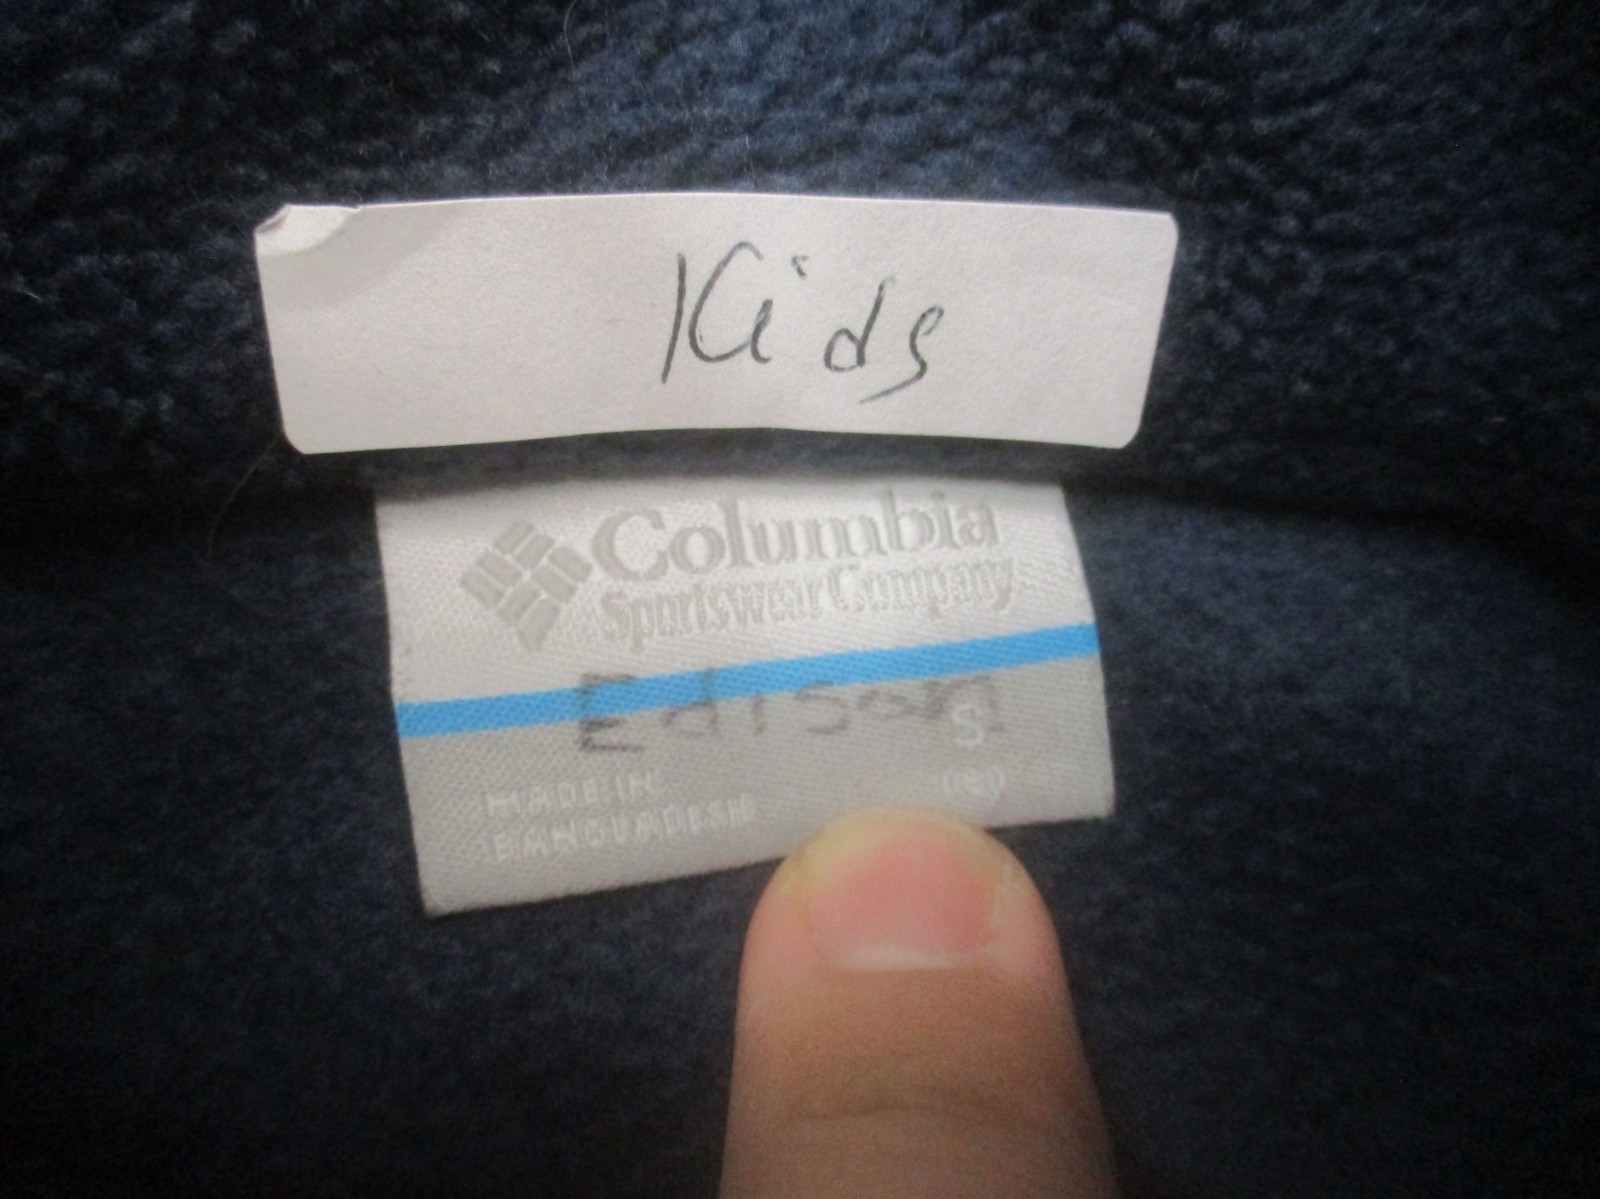 Kids
Columbia
Sportswear Company
Edison
S
MADE IN
BANGLADESH